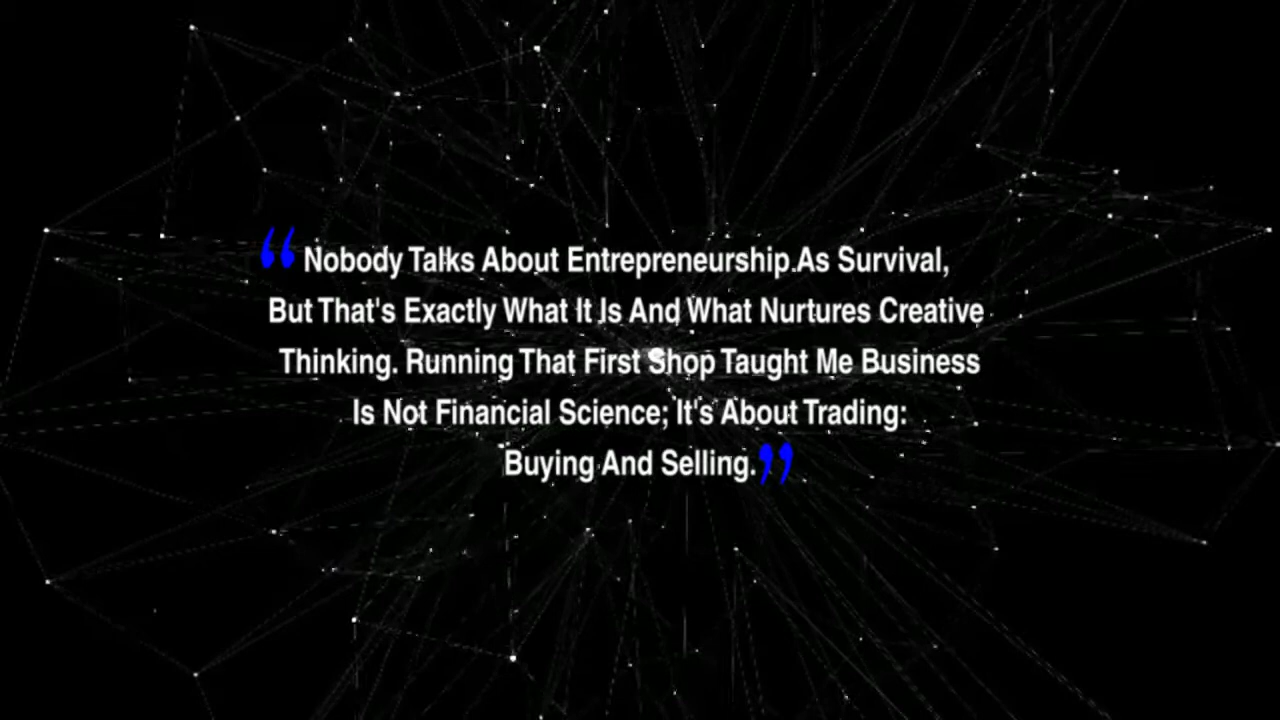 “ Nobody Talks About Entrepreneurship As Survival,
But That's Exactly What It Is And What Nurtures Creative
Thinking. Running That First Shop Taught Me Business
Is Not Financial Science; It's About Trading:
Buying And Selling.”